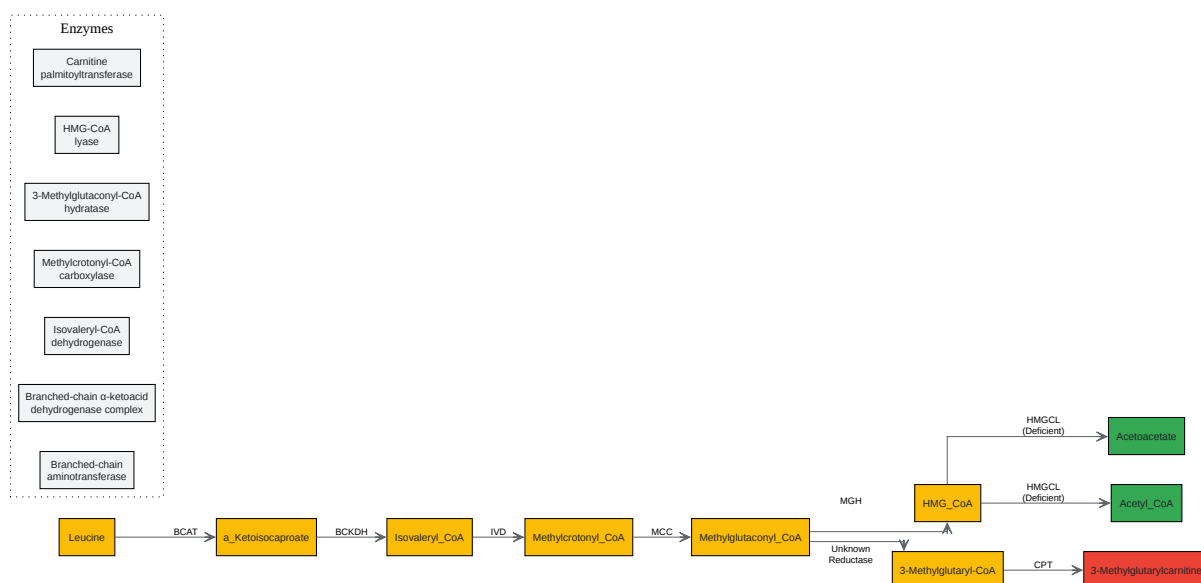 Enzymes
Carnitine
palmitoyltransferase
HMG-CoA
lyase
3-Methylglutaconyl-CoA
hydratase
Methylcrotonyl-CoA
carboxylase
Isovaleryl-CoA
dehydrogenase
Branched-chain α-ketoacid
dehydrogenase complex
Branched-chain
aminotransferase
Leucine
BCAT
a_Ketoisocaproate
BCKDH
Isovaleryl_CoA
IVD
Methylcrotonyl_CoA
MCC
Methylglutaconyl_CoA
MGH
Unknown
Reductase
HMG_CoA
HMGCL
(Deficient)
Acetoacetate
HMGCL
(Deficient)
Acetyl_CoA
3-Methylglutaryl-CoA
CPT
3-Methylglutarylcarnitine